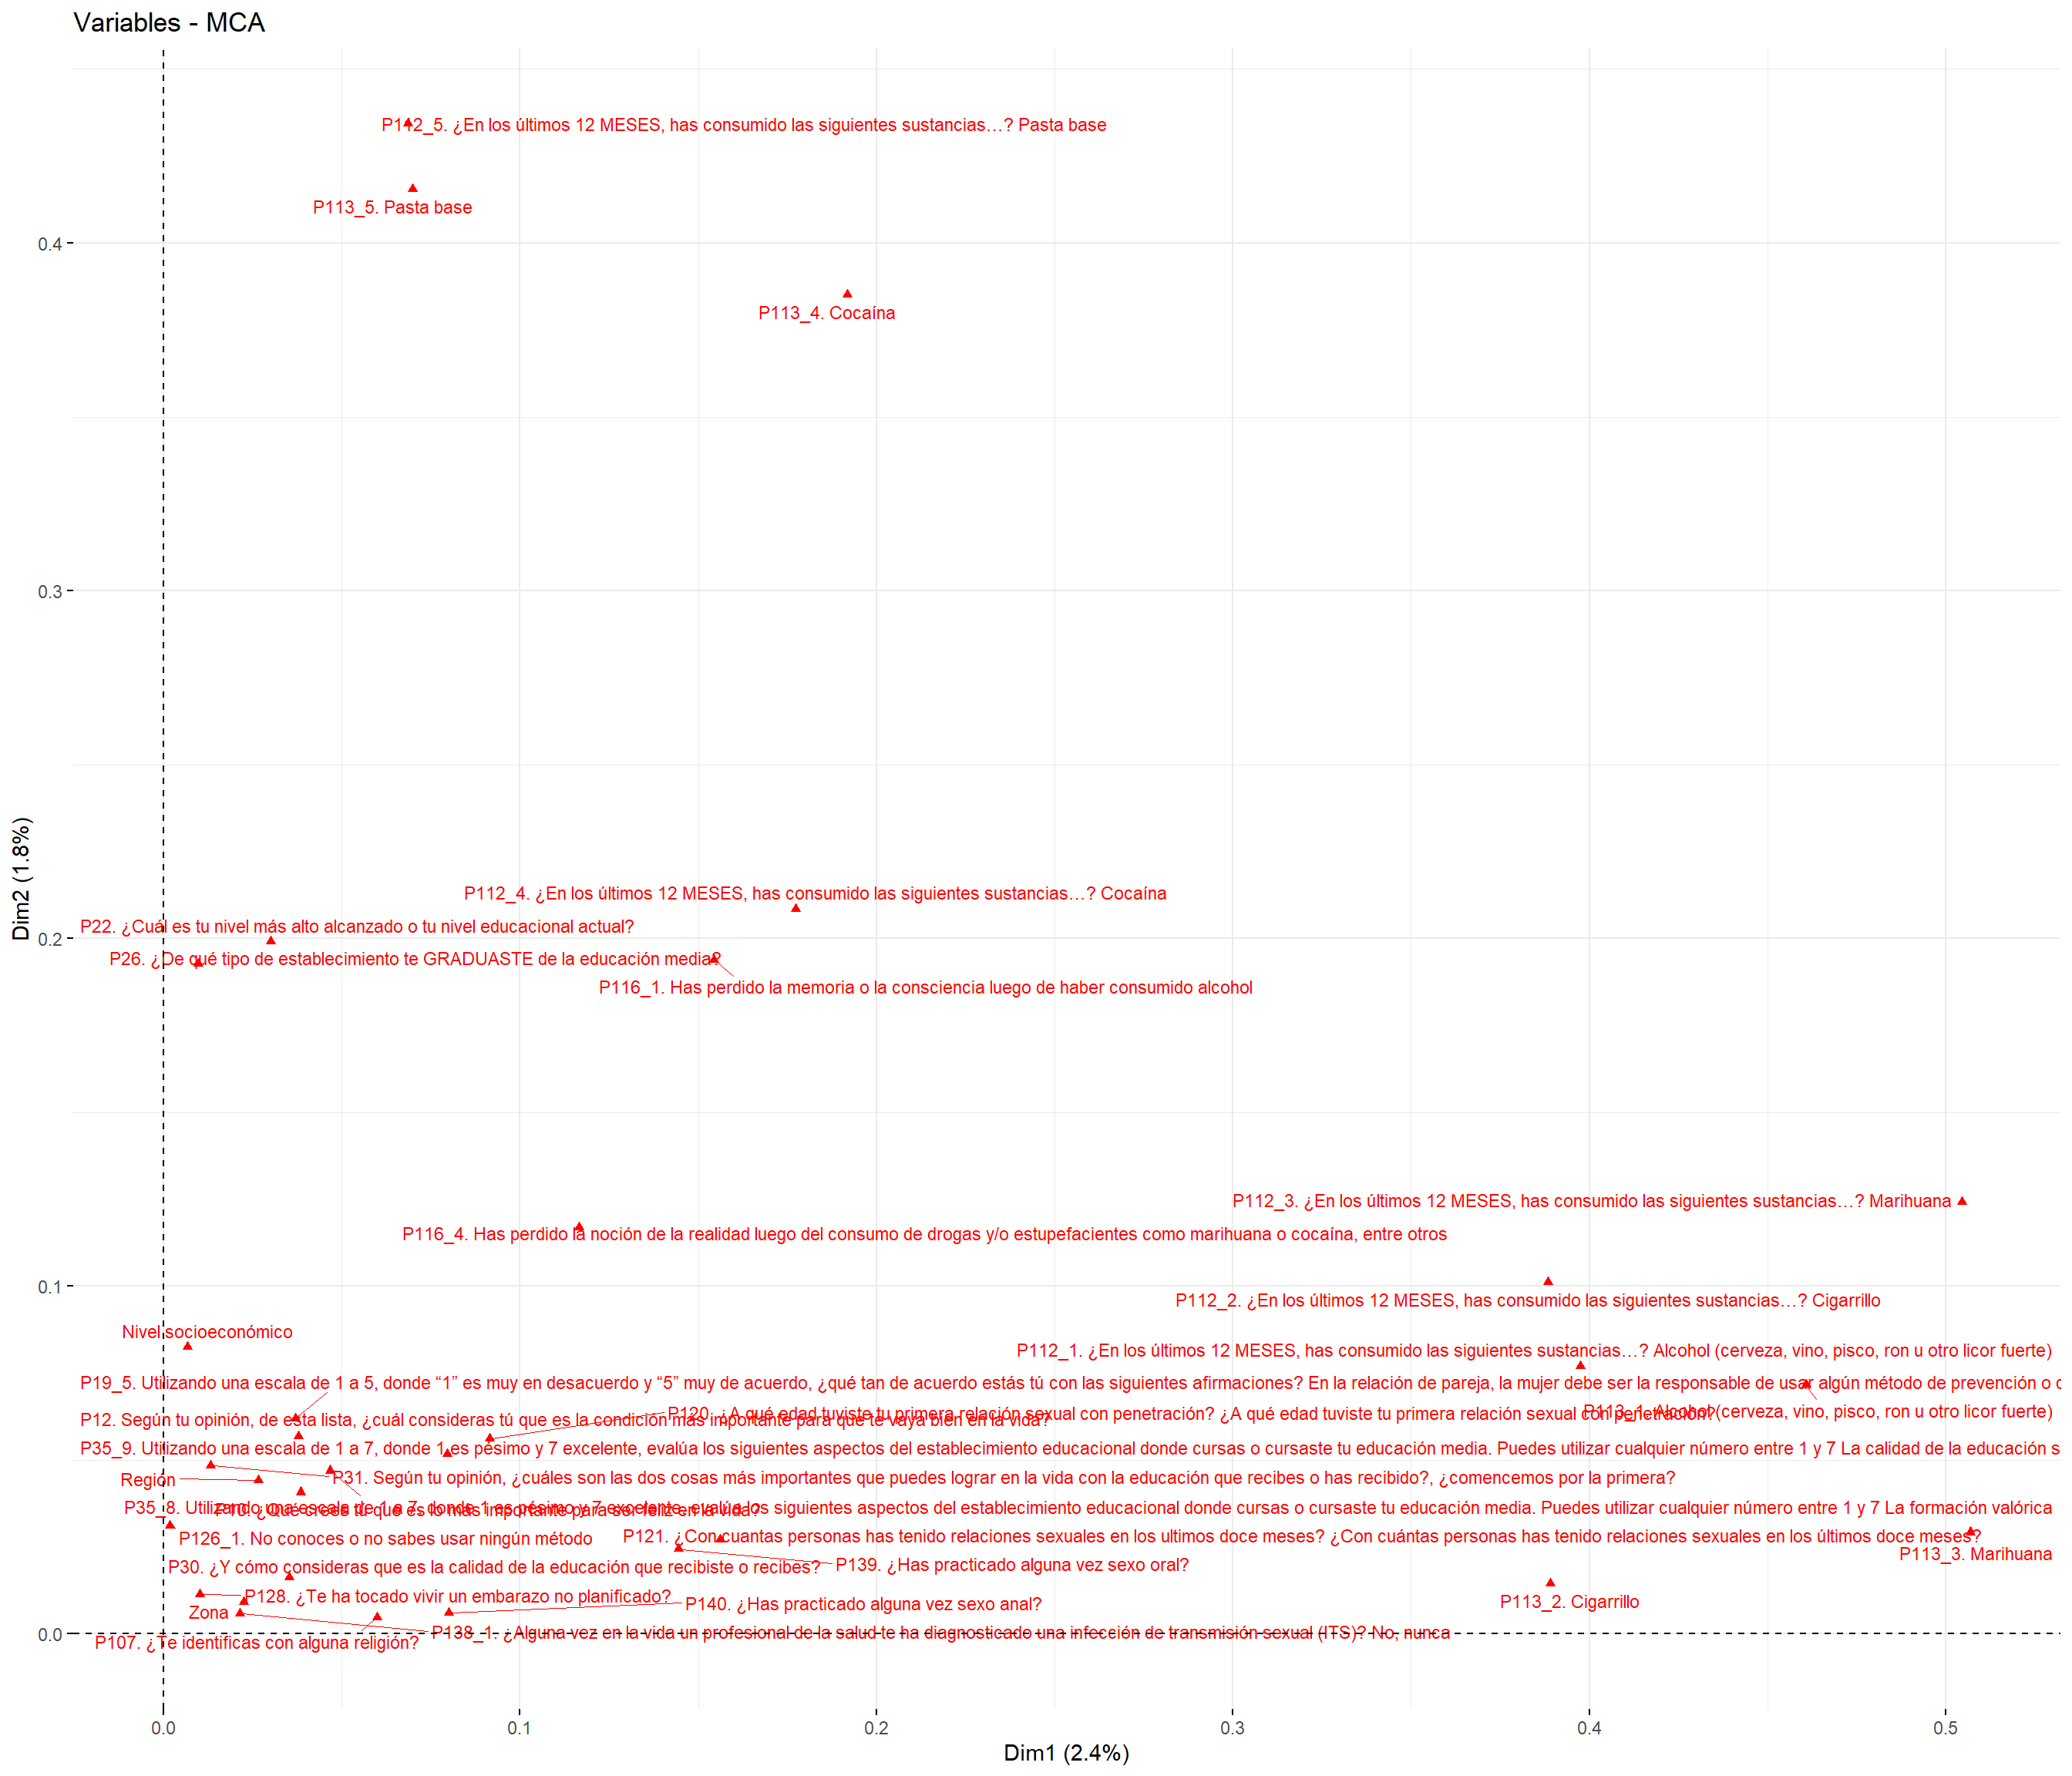 Variables - MCA
P112_5. ¿En los últimos 12 MESES, has consumido las siguientes sustancias…? Pasta base
P113_5. Pasta base
0.4
P113_4. Cocaína
0.3
P112_4. ¿En los últimos 12 MESES, has consumido las siguientes sustancias…? Cocaína
P22. ¿Cuál es tu nivel más alto alcanzado o tu nivel educacional actual?
0.2
P26. ¿De qué tipo de establecimiento te GRADUASTE de la educación media?
P116_1. Has perdido la memoria o la consciencia luego de haber consumido alcohol
Dim2 (1.8%)
P112_3. ¿En los últimos 12 MESES, has consumido las siguientes sustancias…? Marihuana
P116_4. Has perdido la noción de la realidad luego del consumo de drogas y/o estupefacientes como marihuana o cocaína, entre otros
0.1
P112_2. ¿En los últimos 12 MESES, has consumido las siguientes sustancias…? Cigarrillo
Nivel socioeconómico
P112_1. ¿En los últimos 12 MESES, has consumido las siguientes sustancias…? Alcohol (cerveza, vino, pisco, ron u otro licor fuerte)
P19_5. Utilizando una escala de 1 a 5, donde “1” es muy en desacuerdo y “5” muy de acuerdo, ¿qué tan de acuerdo estás tú con las siguientes afirmaciones? En la relación de pareja, la mujer debe ser la responsable de usar algún método de prevención o
P12. Según tu opinión, de esta lista, ¿cuál consideras tú que es la condición más importante para que te vaya bien en la vida?
P120. ¿A qué edad tuviste tu primera relación sexual con penetración? ¿A qué edad tuviste tu primera relación sexual con penetración?
P113_1. Alcohol (cerveza, vino, pisco, ron u otro licor fuerte)
P35_9. Utilizando una escala de 1 a 7, donde 1 es pésimo y 7 excelente, evalúa los siguientes aspectos del establecimiento educacional donde cursas o cursaste tu educación media. Puedes utilizar cualquier número entre 1 y 7 La calidad de la educación
Región
P31. Según tu opinión, ¿cuáles son las dos cosas más importantes que puedes lograr en la vida con la educación que recibes o has recibido?, ¿comencemos por la primera?
P35_8. Utilizando una escala de 1 a 7, donde 1 es pésimo y 7 excelente, evalúa los siguientes aspectos del establecimiento educacional donde cursas o cursaste tu educación media. Puedes utilizar cualquier número entre 1 y 7 La formación valórica
P10. ¿Qué crees tú que es lo más importante para ser feliz en la vida?
P126_1. No conoces o no sabes usar ningún método
P121. ¿Con cuantas personas has tenido relaciones sexuales en los ultimos doce meses? ¿Con cuántas personas has tenido relaciones sexuales en los últimos doce meses?
P113_3. Marihuana
P30. ¿Y cómo consideras que es la calidad de la educación que recibiste o recibes?
P139. ¿Has practicado alguna vez sexo oral?
P128. ¿Te ha tocado vivir un embarazo no planificado?
P140. ¿Has practicado alguna vez sexo anal?
P113_2. Cigarrillo
Zona
0.0
P138_1. ¿Alguna vez en la vida un profesional de la salud te ha diagnosticado una infección de transmisión sexual (ITS)? No, nunca
P107. ¿Te identificas con alguna religión?
0.0 0.1 0.2 0.3 0.4 0.5
Dim1 (2.4%)